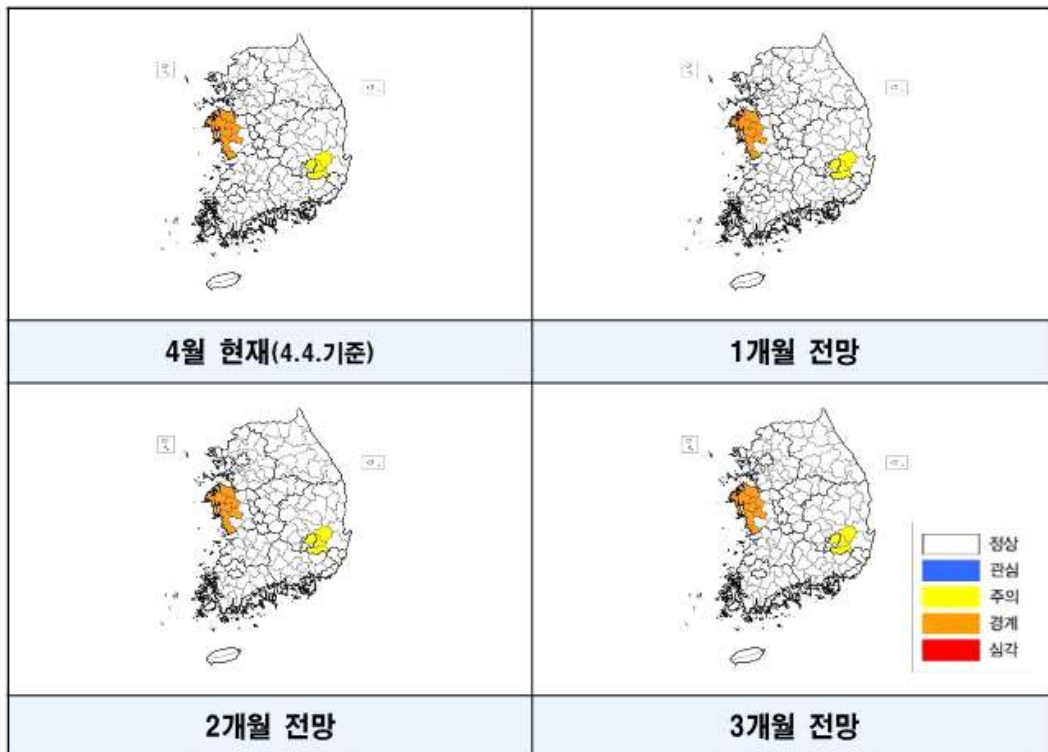 4월 현재(4.4.기준)
1개월 전망
정상
관심
주의
경계
심각
2개월 전망
3개월 전망